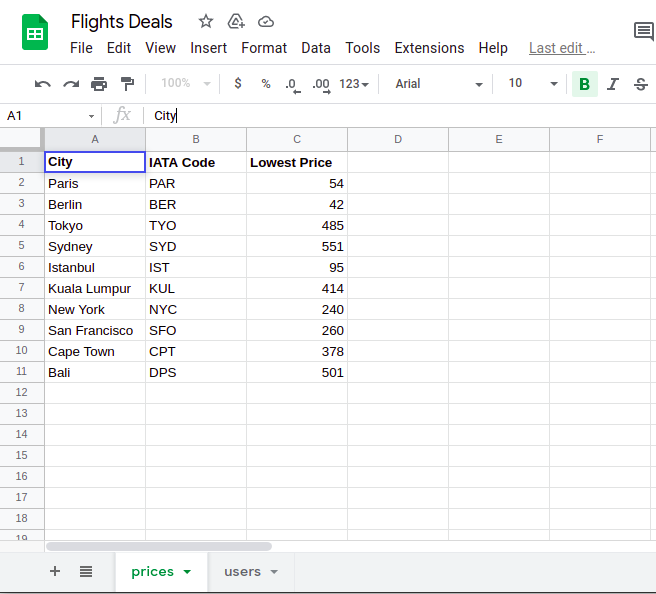 Flights Deals
File Edit View Insert Format Data Tools Extensions Help Last edit ...
100% $ % .0 .00 123 Arial 10 B I S
A1 fx City
A B C D E F
1 City IATA Code Lowest Price
2 Paris PAR 54
3 Berlin BER 42
4 Tokyo TYO 485
5 Sydney SYD 551
6 Istanbul IST 95
7 Kuala Lumpur KUL 414
8 New York NYC 240
9 San Francisco SFO 260
10 Cape Town CPT 378
11 Bali DPS 501
12
13
14
15
16
17
18
19
+ prices users